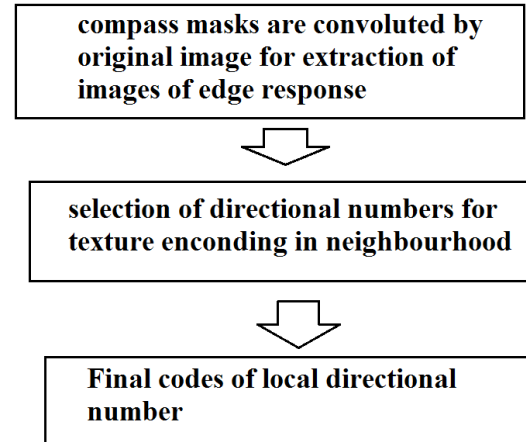 compass masks are convoluted by
original image for extraction of
images of edge response
selection of directional numbers for
texture enconding in neighbourhood
Final codes of local directional
number